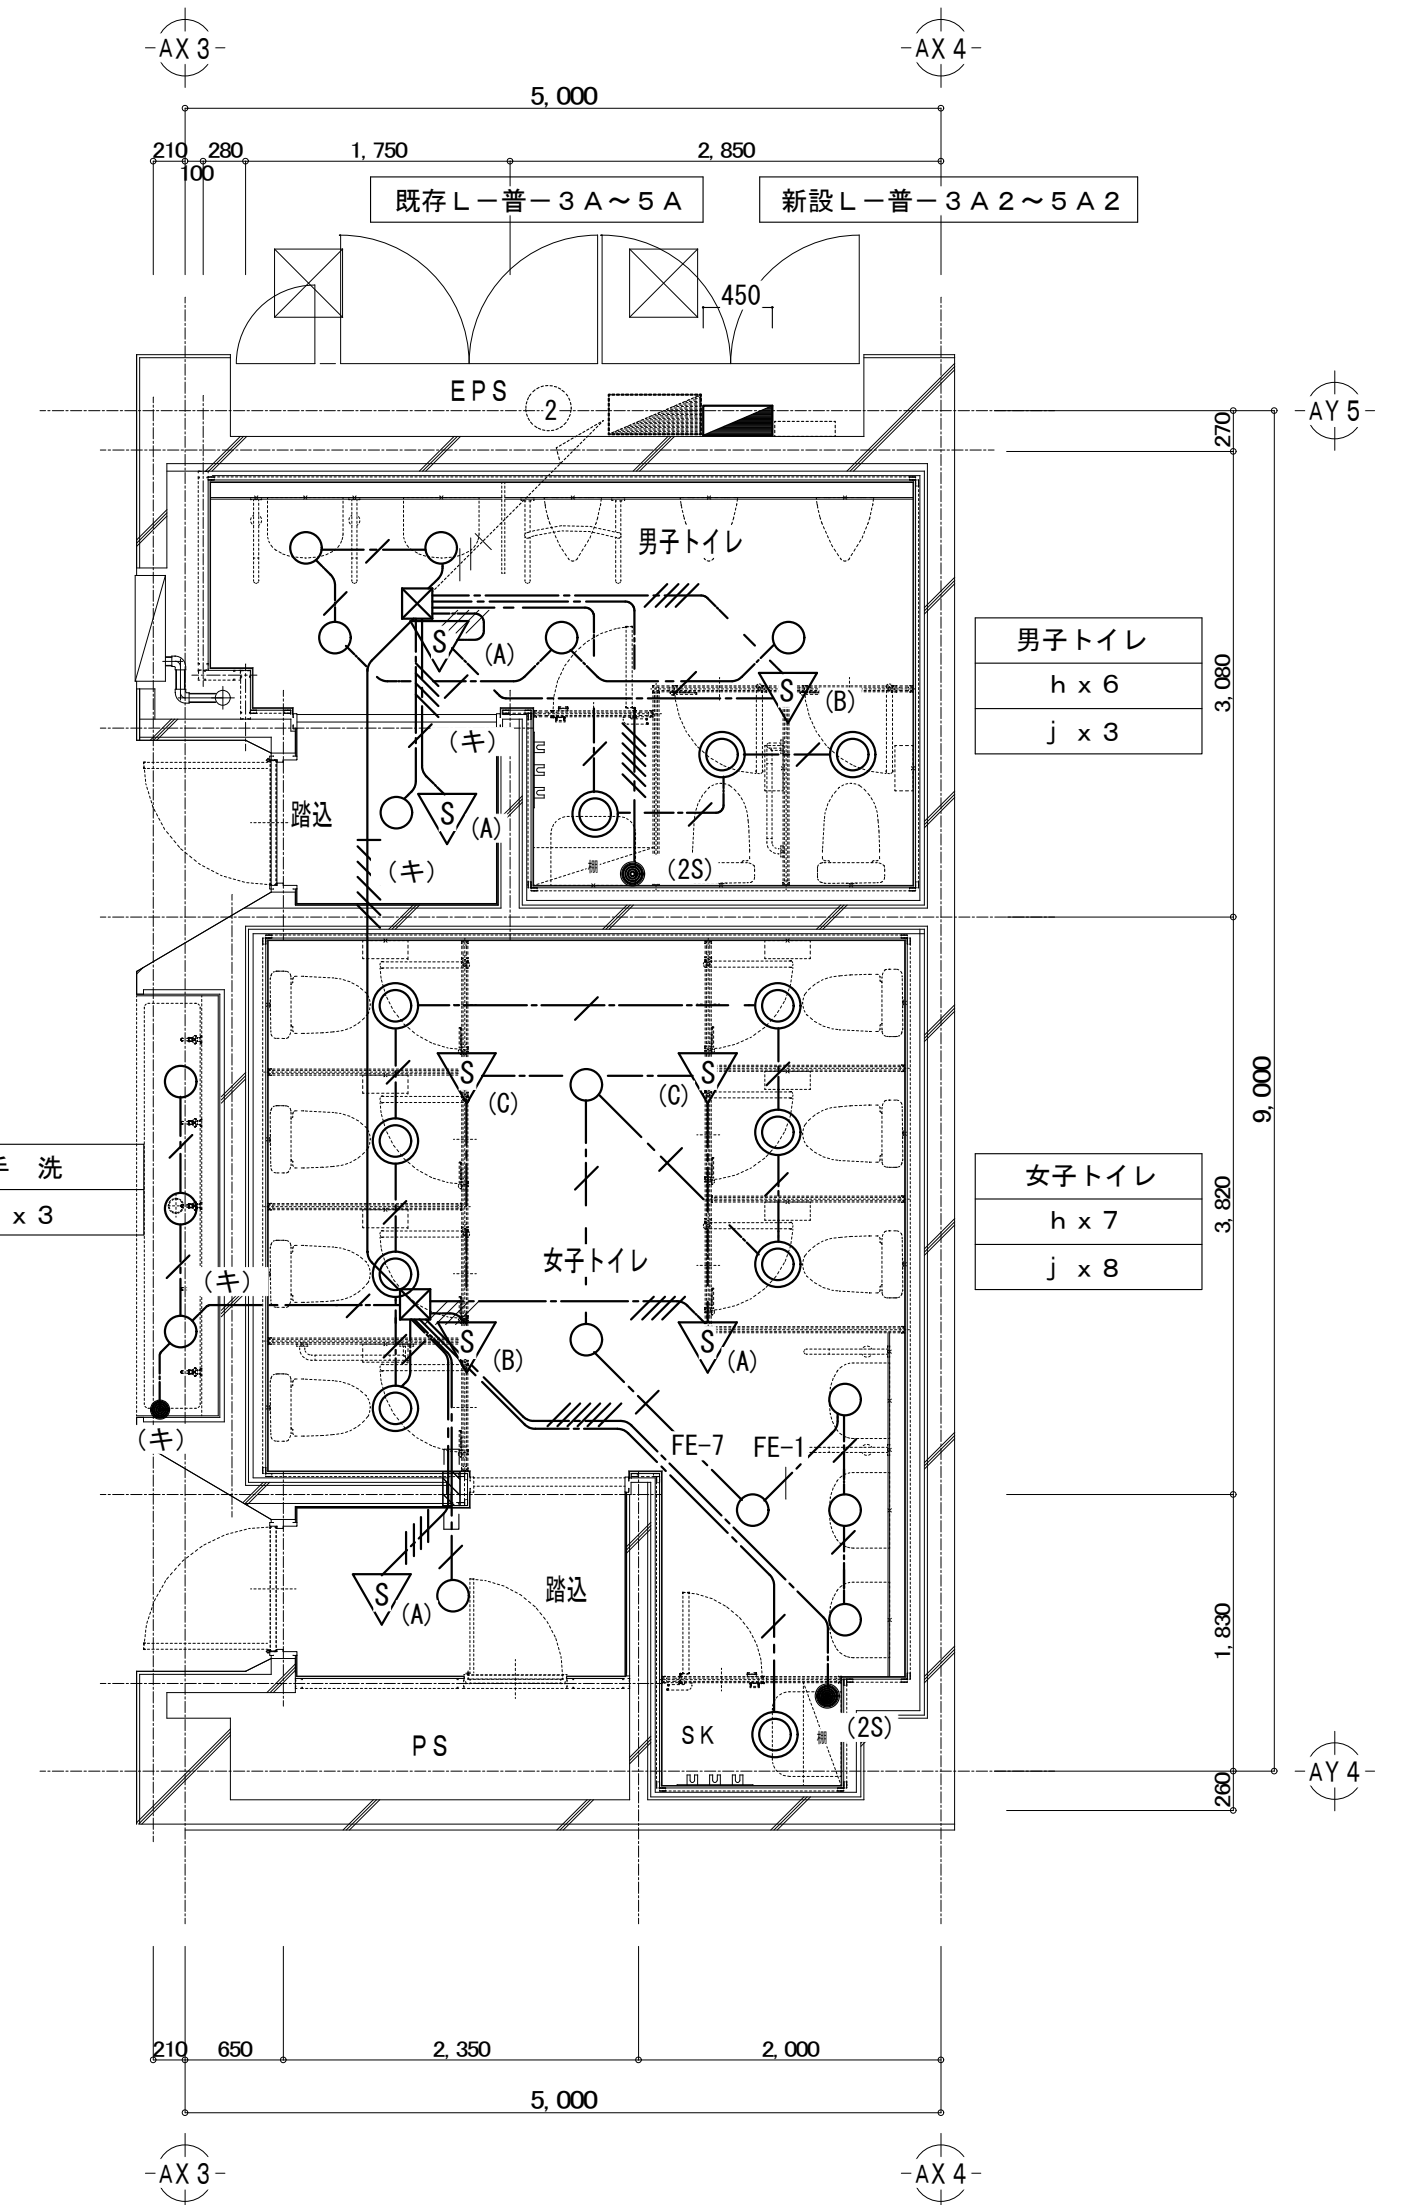 AX 3
AX 4
5,000
210
280
1,750
2,850
100
既存L－普－3A～5A
新設L－普－3A2～5A2
450
EPS
2
AY 5
270
男子トイレ
(A)
S
S
(B)
(キ)
男子トイレ
h x 6
j x 3
3,080
踏込
S
(A)
(キ)
棚
(2S)
S
(C)
S
(C)
9,000
手 洗
x 3
女子トイレ
h x 7
j x 8
3,820
女子トイレ
(キ)
S
(B)
S
(A)
(キ)
FE-7
FE-1
S
(A)
踏込
1,830
PS
SK
棚
(2S)
AY 4
260
210
650
2,350
2,000
5,000
AX 3
AX 4